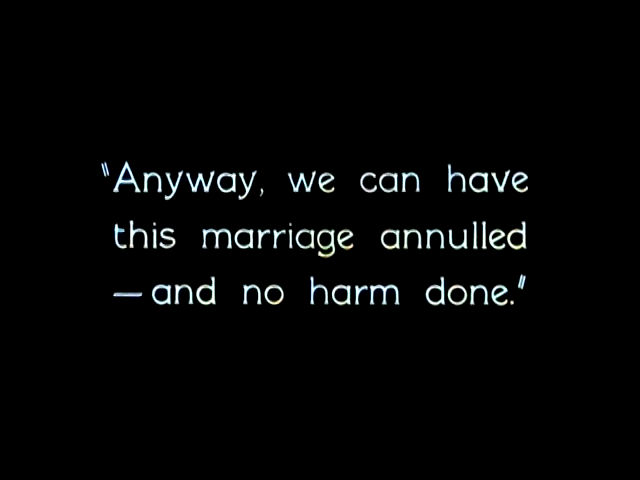 "Anyway, we can have
this marriage annulled
—and no harm done."